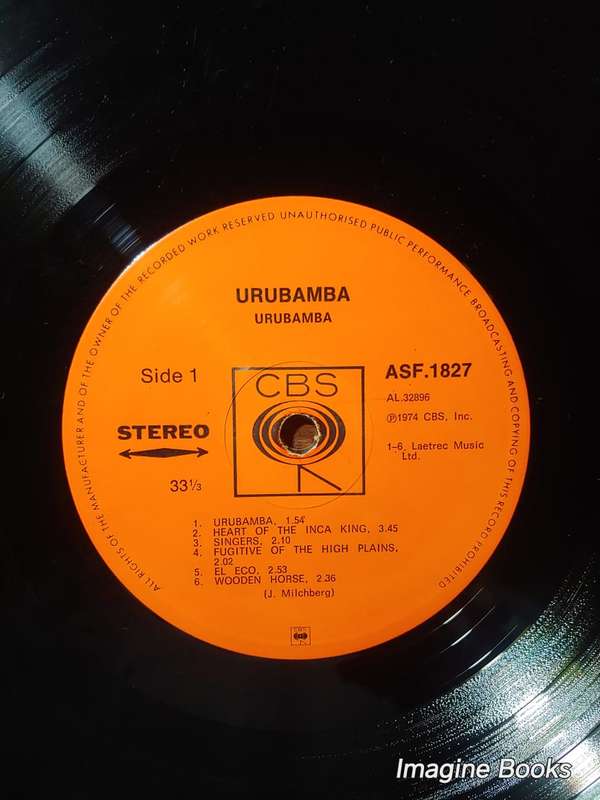 ALL RIGHTS OF THE MANUFACTURER AND OF THE OWNER OF THE RECORDED WORK RESERVED UNAUTHORISED PUBLIC PERFORMANCE BROADCASTING AND COPYING OF THIS RECORD PROHIBITED
URUBAMBA
URUBAMBA
Side 1
CBS
ASF.1827
AL.32896
℗1974 CBS, Inc.
STEREO
1-6, Laetrec Music
Ltd.
33⅓
1. URUBAMBA, 1.54
2. HEART OF THE INCA KING, 3.45
3. SINGERS, 2.10
4. FUGITIVE OF THE HIGH PLAINS,
2.02
5. EL ECO, 2.53
6. WOODEN HORSE, 2.36
(J. Milchberg)
CBS
Imagine Books